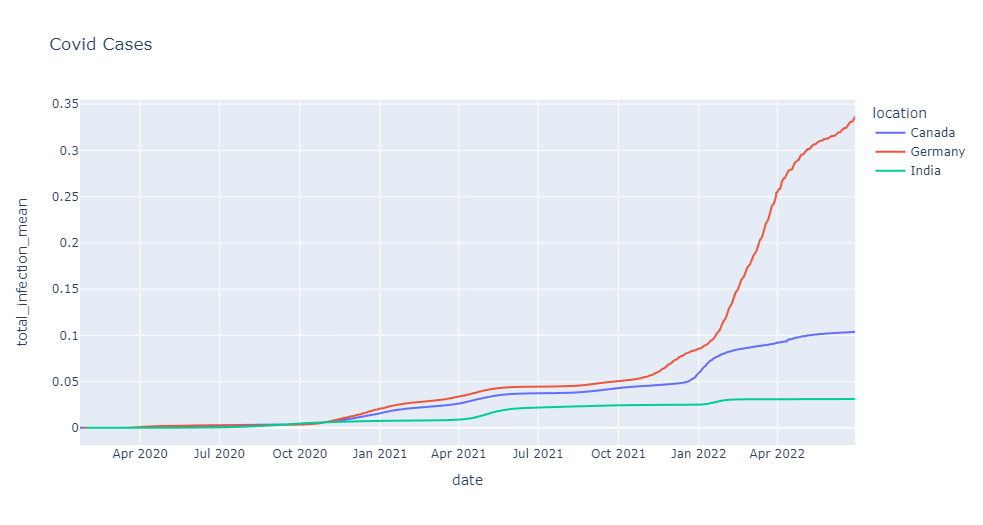 Covid Cases
total_infection_mean
0.35
0.3
0.25
0.2
0.15
0.1
0.05
0
Apr 2020 Jul 2020 Oct 2020 Jan 2021 Apr 2021 Jul 2021 Oct 2021 Jan 2022 Apr 2022
date
location
Canada
Germany
India